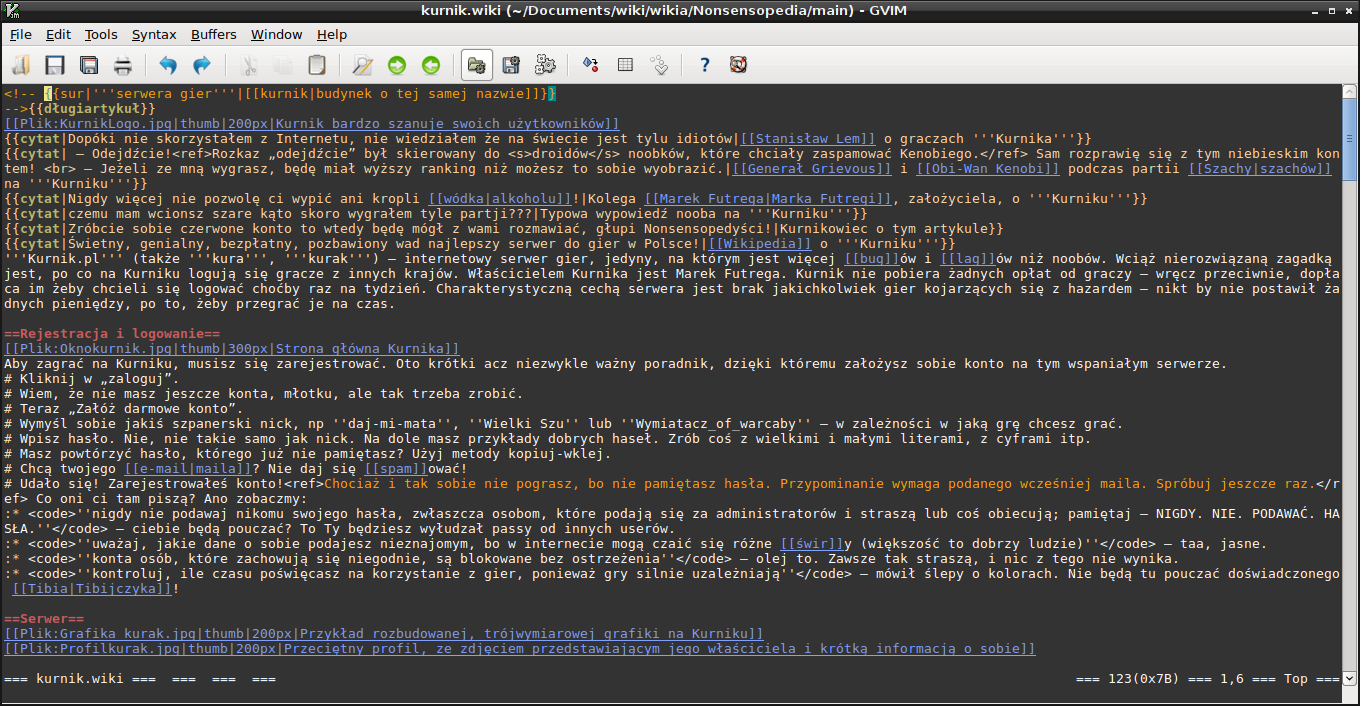 kurnik.wiki (~/Documents/wiki/wikia/Nonsensopedia/main) - GVIM
File Edit Tools Syntax Buffers Window Help
<!-- {{sur|'''serwera gier'''|[[kurnik|budynek o tej samej nazwie]]}}
-->{{długiartykuł}}
[[Plik:KurnikLogo.jpg|thumb|200px|Kurnik bardzo szanuje swoich użytkowników]]
{{cytat|Dopóki nie skorzystałem z Internetu, nie wiedziałem że na świecie jest tylu idiotów|[[Stanisław Lem]] o graczach '''Kurnika'''}}
{{cytat| – Odejdźcie!<ref>Rozkaz „odejdźcie” był skierowany do <s>droidów</s> noobków, które chciały zaspamować Kenobiego.</ref> Sam rozprawię się z tym niebieskim kon
tem! <br> – Jeżeli ze mną wygrasz, będę miał wyższy ranking niż możesz to sobie wyobrazić.|[[Generał Grievous]] i [[Obi-Wan Kenobi]] podczas partii [[Szachy|szachów]]
na '''Kurniku'''}}
{{cytat|Nigdy więcej nie pozwolę ci wypić ani kropli [[wódka|alkoholu]]!|Kolega [[Marek Futrega|Marka Futregi]], założyciela, o '''Kurniku'''}}
{{cytat|czemu mam wcionsz szare kąto skoro wygrałem tyle partji???|Typowa wypowiedź nooba na '''Kurniku'''}}
{{cytat|Zróbcie sobie czerwone konto to wtedy będę mógł z wami rozmawiać, głupi Nonsensopedyści!|Kurnikowiec o tym artykule}}
{{cytat|Świetny, genialny, bezpłatny, pozbawiony wad najlepszy serwer do gier w Polsce!|[[Wikipedia]] o '''Kurniku'''}}
'''Kurnik.pl''' (także '''kura''', '''kurak''') – internetowy serwer gier, jedyny, na którym jest więcej [[bug]]ów i [[lag]]ów niż noobów. Wciąż nierozwiązaną zagadką
jest, po co na Kurniku logują się gracze z innych krajów. Właścicielem Kurnika jest Marek Futrega. Kurnik nie pobiera żadnych opłat od graczy – wręcz przeciwnie, dopła
ca im żeby chcieli się logować choćby raz na tydzień. Charakterystyczną cechą serwera jest brak jakichkolwiek gier kojarzących się z hazardem – nikt by nie postawił ża
dnych pieniędzy, po to, żeby przegrać je na czas.
==Rejestracja i logowanie==
[[Plik:Oknokurnik.jpg|thumb|300px|Strona główna Kurnika]]
Aby zagrać na Kurniku, musisz się zarejestrować. Oto krótki acz niezwykle ważny poradnik, dzięki któremu założysz sobie konto na tym wspaniałym serwerze.
# Kliknij w „zaloguj”.
# Wiem, że nie masz jeszcze konta, młotku, ale tak trzeba zrobić.
# Teraz „Załóż darmowe konto”.
# Wymyśl sobie jakiś szpanerski nick, np ''daj-mi-mata'', ''Wielki Szu'' lub ''Wymiatacz_of_warcaby'' – w zależności w jaką grę chcesz grać.
# Wpisz hasło. Nie, nie takie samo jak nick. Na dole masz przykłady dobrych haseł. Zrób coś z wielkimi i małymi literami, z cyframi itp.
# Masz powtórzyć hasło, którego już nie pamiętasz? Użyj metody kopiuj-wklej.
# Chcą twojego [[e-mail|maila]]? Nie daj się [[spam]]ować!
# Udało się! Zarejestrowałeś konto!<ref>Chociaż i tak sobie nie pograsz, bo nie pamiętasz hasła. Przypominanie wymaga podanego wcześniej maila. Spróbuj jeszcze raz.</r
ef> Co oni ci tam piszą? Ano zobaczmy:
:* <code>''nigdy nie podawaj nikomu swojego hasła, zwłaszcza osobom, które podają się za administratorów i straszą lub coś obiecują; pamiętaj – NIGDY. NIE. PODAWAĆ. HA
SŁA.''</code> – ciebie będą pouczać? To Ty będziesz wyłudzał passy od innych userów.
:* <code>''uważaj, jakie dane o sobie podajesz nieznajomym, bo w internecie mogą czaić się różne [[świr]]y (większość to dobrzy ludzie)''</code> – taa, jasne.
:* <code>''konta osób, które zachowują się niegodnie, są blokowane bez ostrzeżenia''</code> – olej to. Zawsze tak straszą, i nic z tego nie wynika.
:* <code>''kontroluj, ile czasu poświęcasz na korzystanie z gier, ponieważ gry silnie uzależniają''</code> – mówił ślepy o kolorach. Nie będą tu pouczać doświadczonego
[[Tibia|Tibijczyka]]!
==Serwer==
[[Plik:Grafika kurak.jpg|thumb|200px|Przykład rozbudowanej, trójwymiarowej grafiki na Kurniku]]
[[Plik:Profilkurak.jpg|thumb|200px|Przeciętny profil, ze zdjęciem przedstawiającym jego właściciela i krótką informacją o sobie]]
=== kurnik.wiki === === === === === 123(0x7B) === 1,6 === Top ===